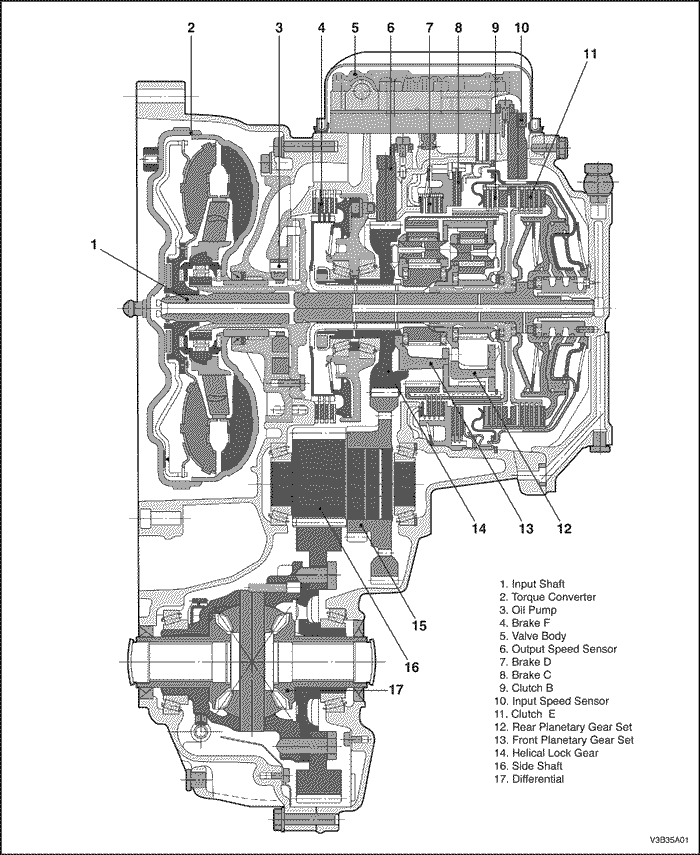 2 3 4 5 6 7 8 9 10
11
1
14 13 12
15
16
17
1. Input Shaft
2. Torque Converter
3. Oil Pump
4. Brake F
5. Valve Body
6. Output Speed Sensor
7. Brake D
8. Brake C
9. Clutch B
10. Input Speed Sensor
11. Clutch E
12. Rear Planetary Gear Set
13. Front Planetary Gear Set
14. Helical Lock Gear
16. Side Shaft
17. Differential
V3B35A01